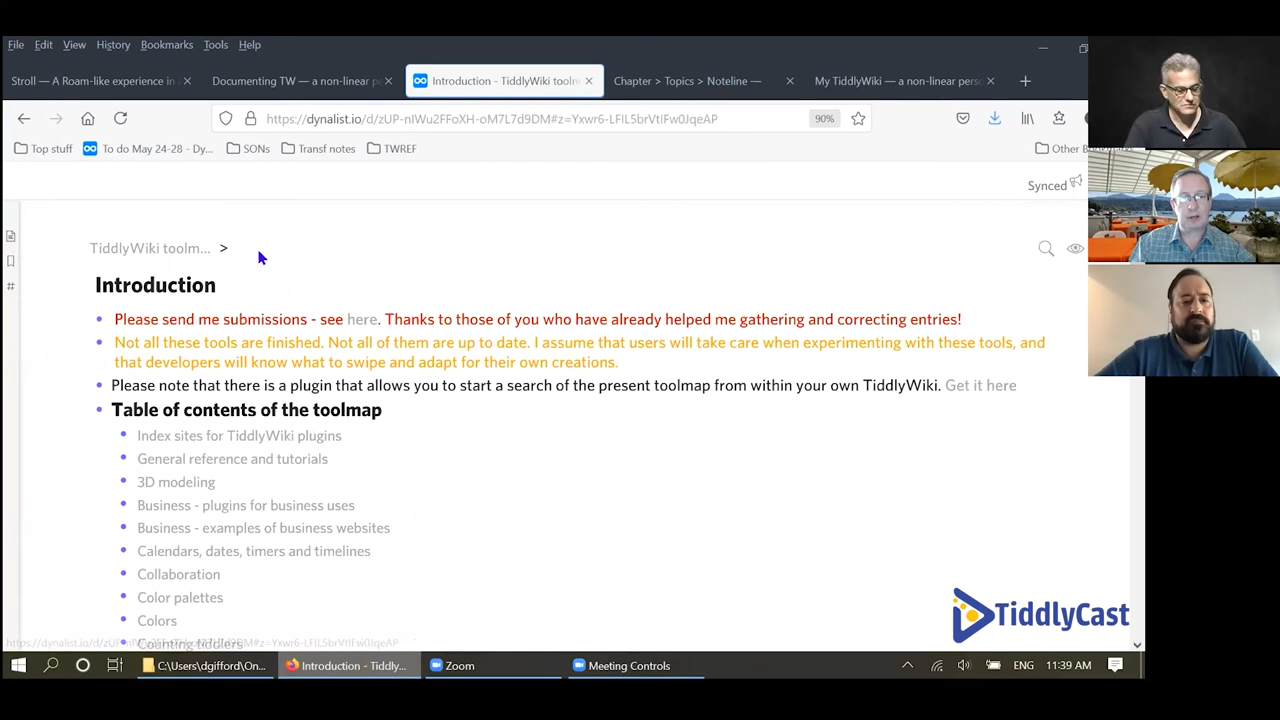 File Edit View History Bookmarks Tools Help
Stroll — A Roam-like experience in Documenting TW — a non-linear pe Introduction - TiddlyWiki toolm Chapter > Topics > Noteline — My TiddlyWiki — a non-linear perso
https://dynalist.io/d/zUP-nIWu2FFoXH-oM7L7d9DM#z=Yxwr6-LFlL5brVtlFw0JqeAP 90%
Top stuff To do May 24-28 - Dy... SONs Transf notes TWREF Other
Synced
TiddlyWiki toolm... >
Introduction
Please send me submissions - see here. Thanks to those of you who have already helped me gathering and correcting entries!
Not all these tools are finished. Not all of them are up to date. I assume that users will take care when experimenting with these tools, and
that developers will know what to swipe and adapt for their own creations.
Please note that there is a plugin that allows you to start a search of the present toolmap from within your own TiddlyWiki. Get it here
Table of contents of the toolmap
Index sites for TiddlyWiki plugins
General reference and tutorials
3D modeling
Business - plugins for business uses
Business - examples of business websites
Calendars, dates, timers and timelines
Collaboration
Color palettes
Colors
Counting tiddlers
TiddlyCast
C:\Users\dgifford\On... Introduction - Tiddly... Zoom Meeting Controls ENG 11:39 AM